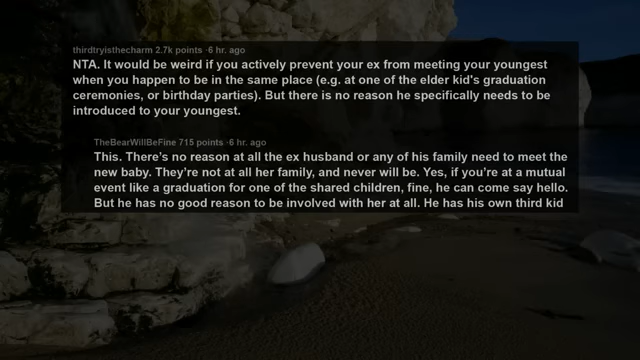 thirdtryisthecharm 2.7k points · 6 hr. ago
NTA. It would be weird if you actively prevent your ex from meeting your youngest
when you happen to be in the same place (e.g. at one of the elder kid's graduation
ceremonies, or birthday parties). But there is no reason he specifically needs to be
introduced to your youngest.
TheBearWillBeFine 715 points · 6 hr. ago
This. There's no reason at all the ex husband or any of his family need to meet the
new baby. They're not at all her family, and never will be. Yes, if you're at a mutual
event like a graduation for one of the shared children, fine, he can come say hello.
But he has no good reason to be involved with her at all. He has his own third kid